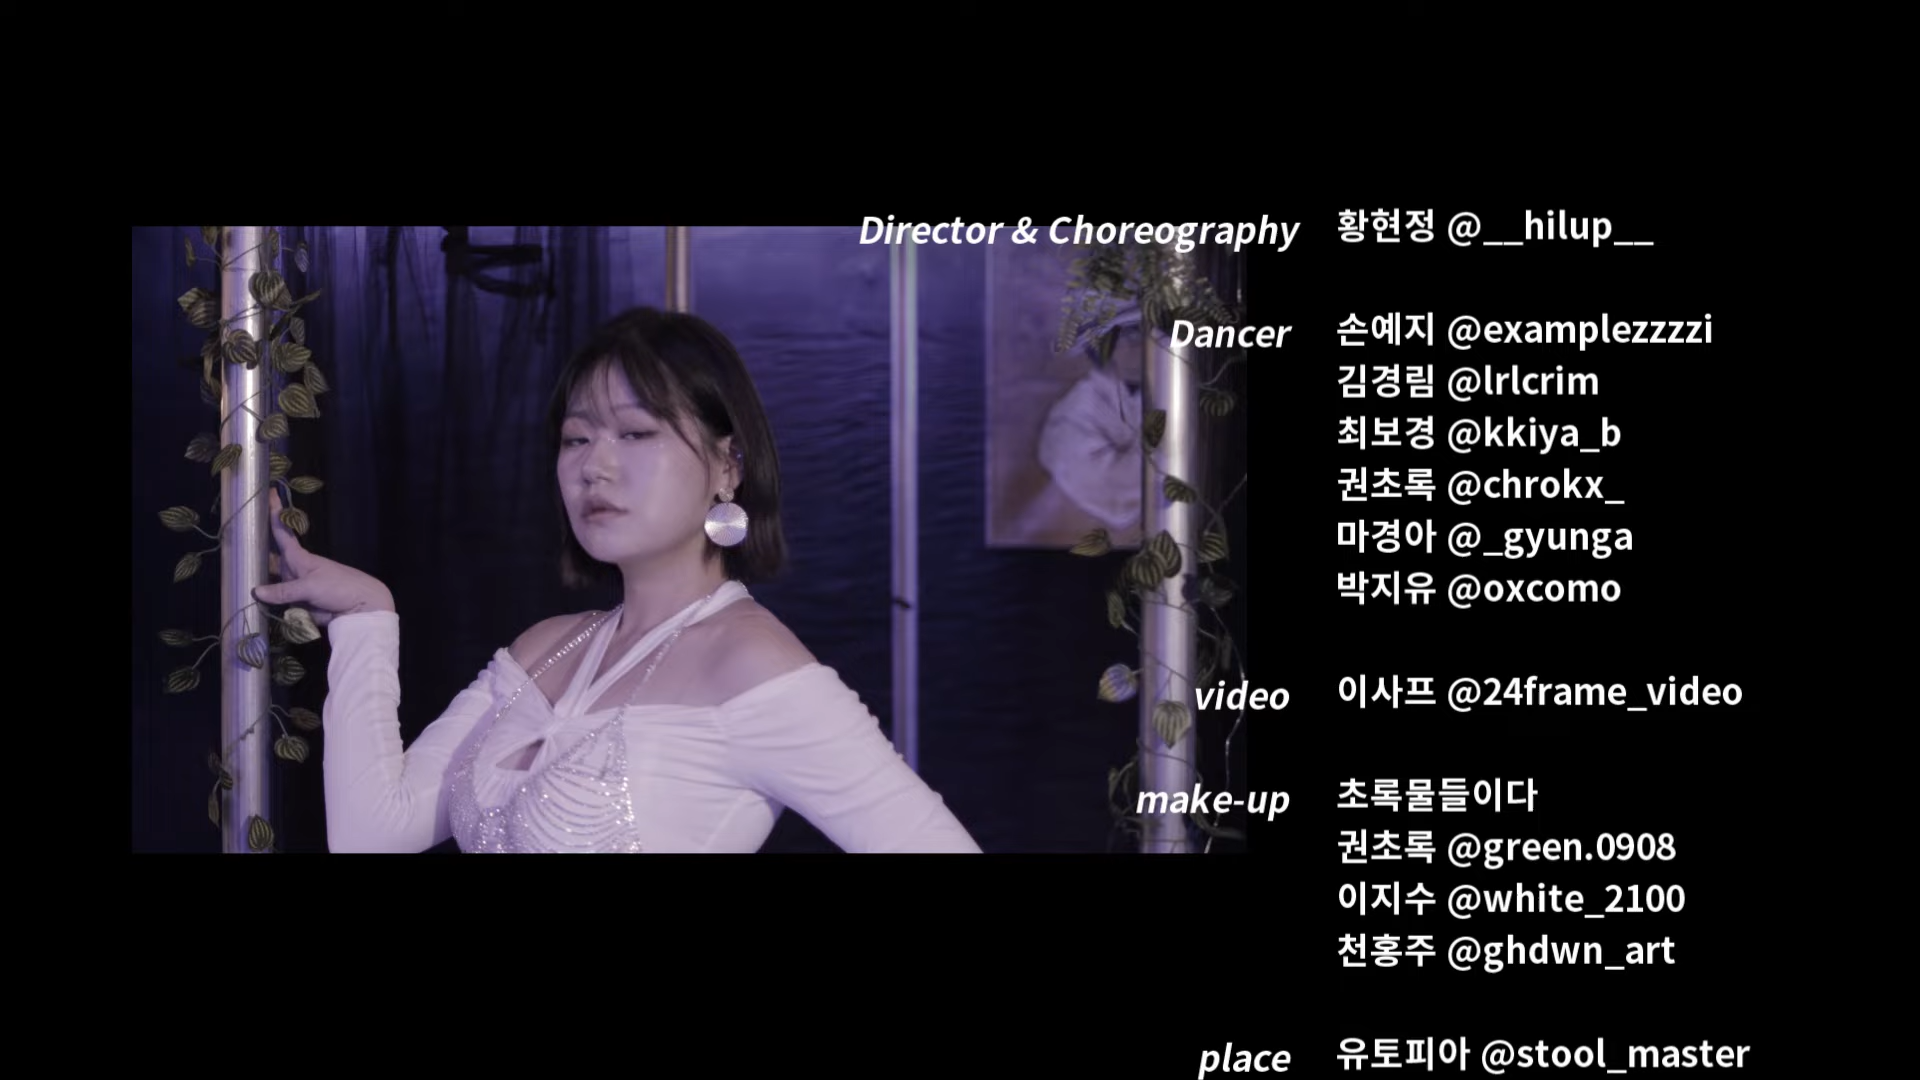 Director & Choreography 황현정 @__hilup__
Dancer 손예지 @examplezzzzi
김경림 @lrlcrim
최보경 @kkiya_b
권초록 @chrokx_
마경아 @_gyunga
박지유 @oxcomo
video 이사프 @24frame_video
make-up 초록물들이다
권초록 @green.0908
이지수 @white_2100
천홍주 @ghdwn_art
place 유토피아 @stool_master